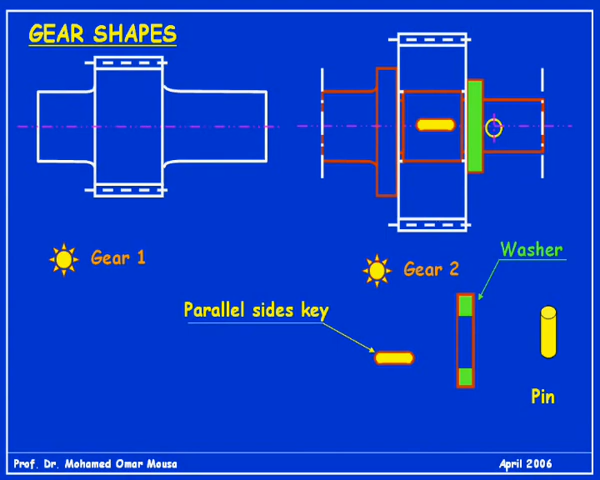 GEAR SHAPES
Gear 1
Gear 2
Washer
Parallel sides key
Pin
Prof. Dr. Mohamed Omar Mousa
April 2006